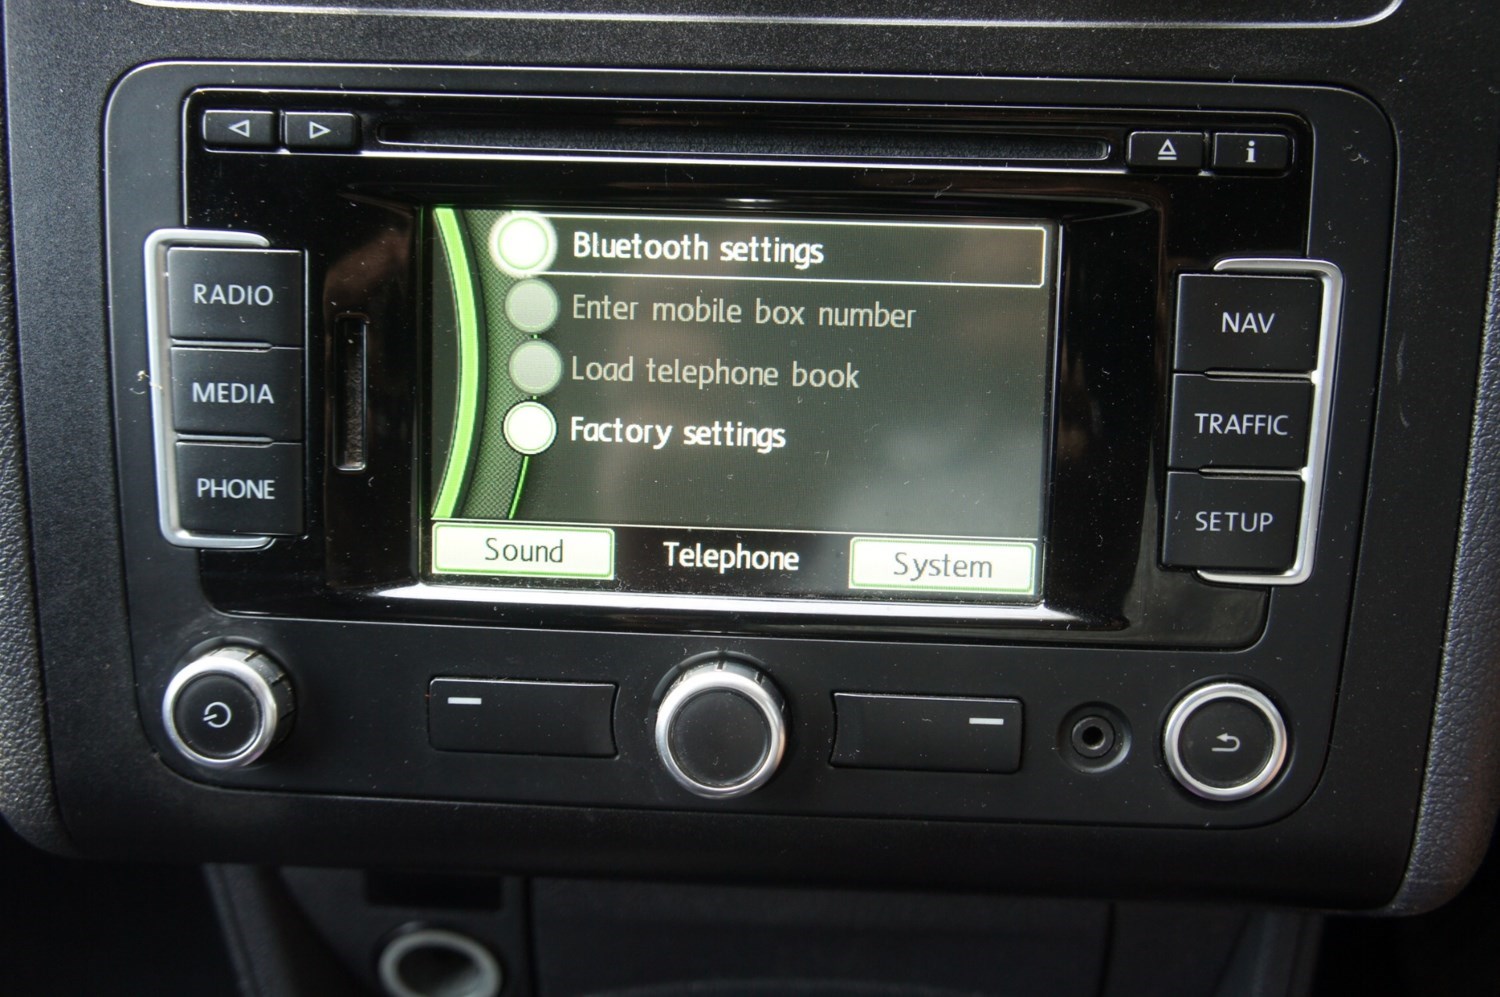 i
Bluetooth settings
RADIO
Enter mobile box number
NAV
MEDIA
Load telephone book
TRAFFIC
Factory settings
PHONE
SETUP
Sound
Telephone
System